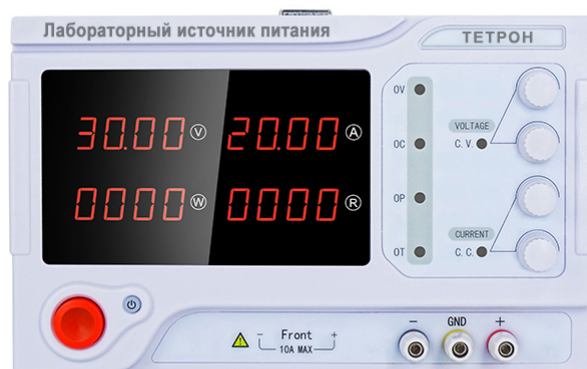 Лабораторный источник питания
ТЕТРОН
30.00 V 20.00 A
0000 W 0000 R
OV
OC
OP
OT
VOLTAGE
C.V.
CURRENT
C.C.
- Front +
10A MAX
- GND +